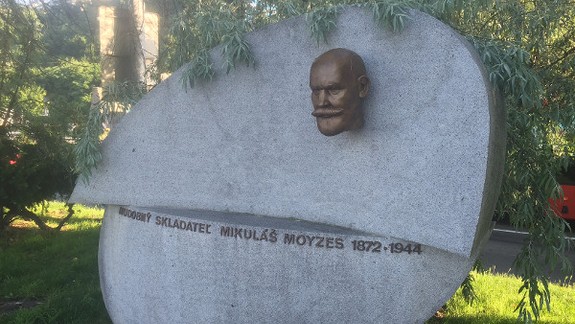 HUDOBNÝ SKLADATEĽ MIKULÁŠ MOYZES 1872-1944